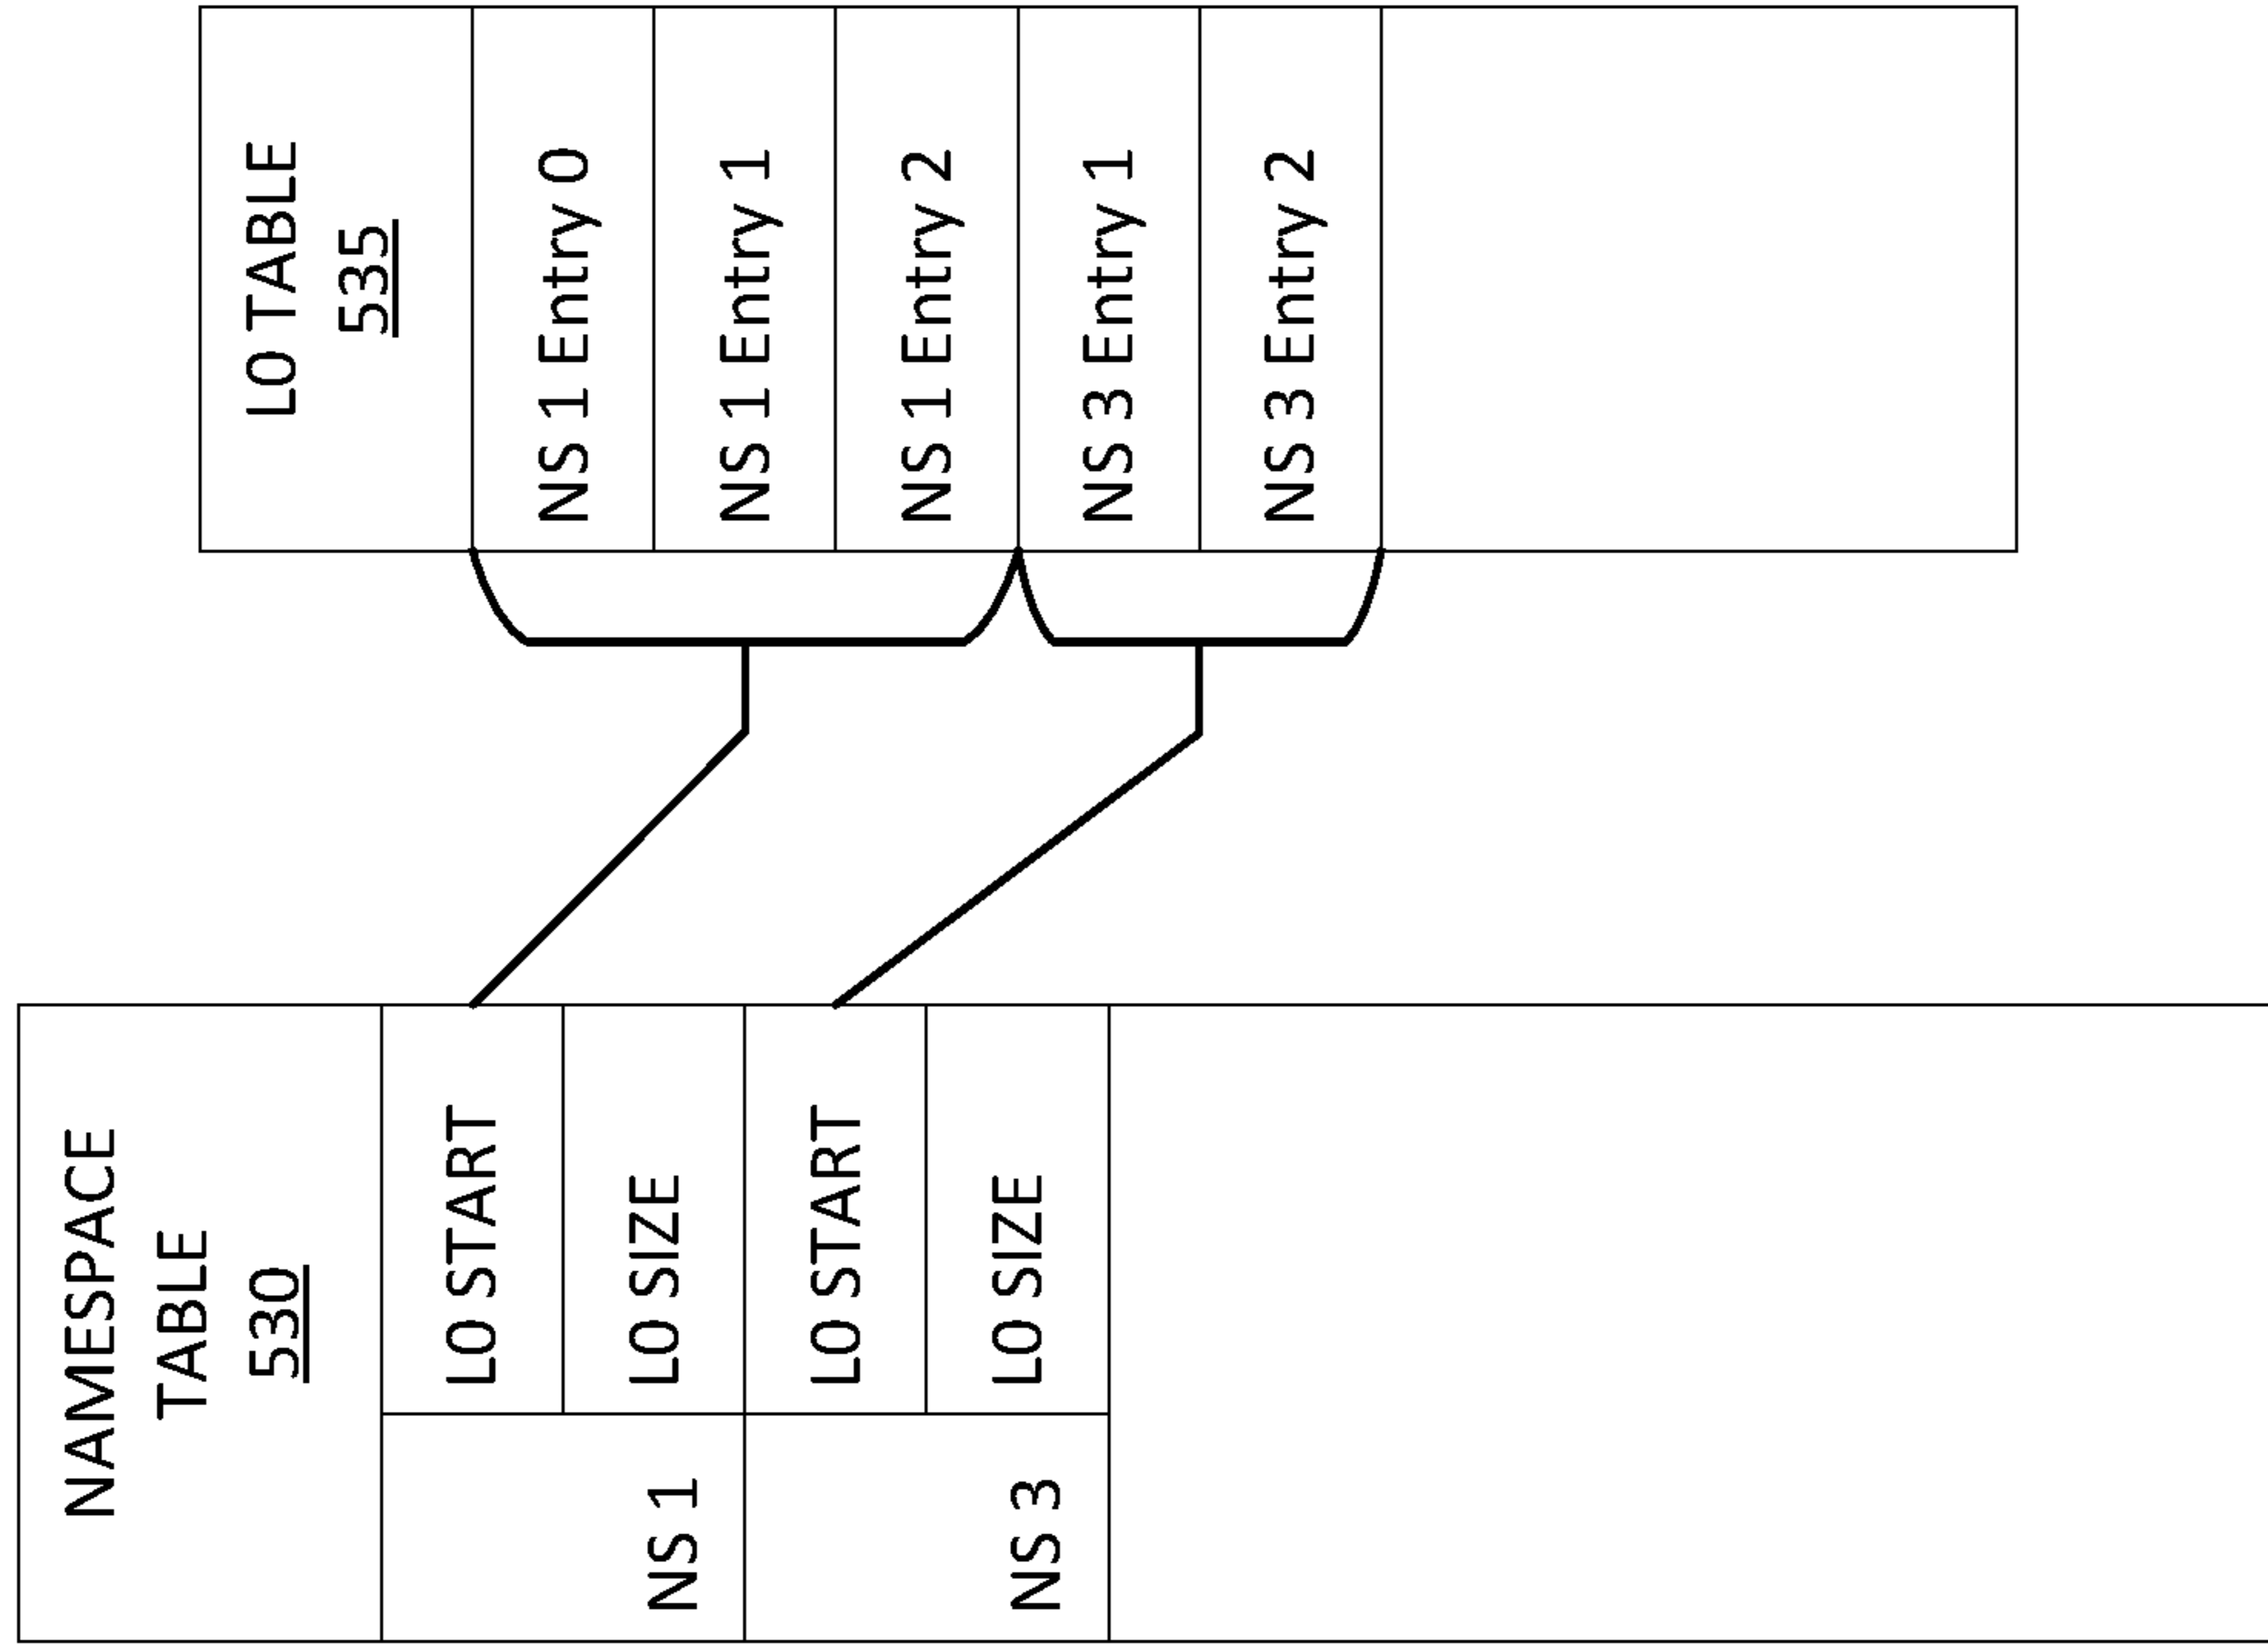 NAMESPACE
TABLE
530
NS 1
L0 START
L0 SIZE
NS 3
L0 START
L0 SIZE
L0 TABLE
535
NS 1 Entry 0
NS 1 Entry 1
NS 1 Entry 2
NS 3 Entry 1
NS 3 Entry 2